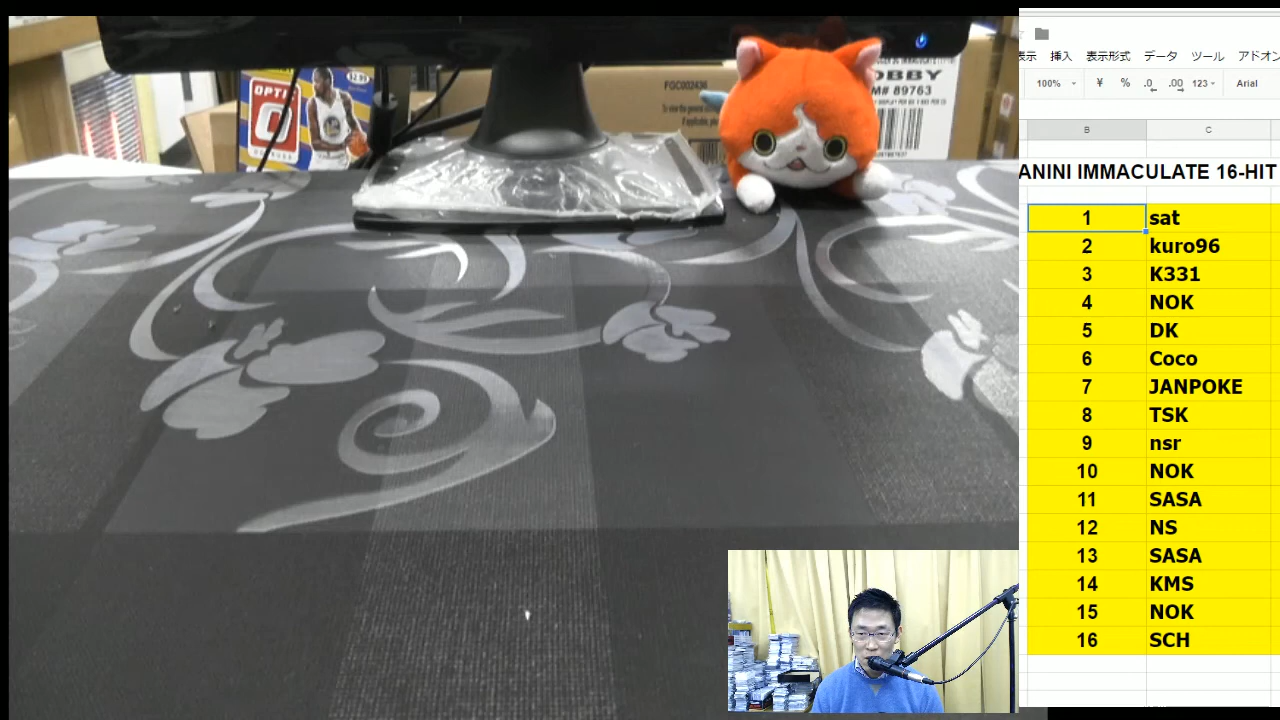 表示 挿入 表示形式 データ ツール アドオン
100% ¥ % .0 .00 123 Arial
B C
ANINI IMMACULATE 16-HIT
1 sat
2 kuro96
3 K331
4 NOK
5 DK
6 Coco
7 JANPOKE
8 TSK
9 nsr
10 NOK
11 SASA
12 NS
13 SASA
14 KMS
15 NOK
16 SCH
OPTI
FGC002436
OBBY
M# 89763